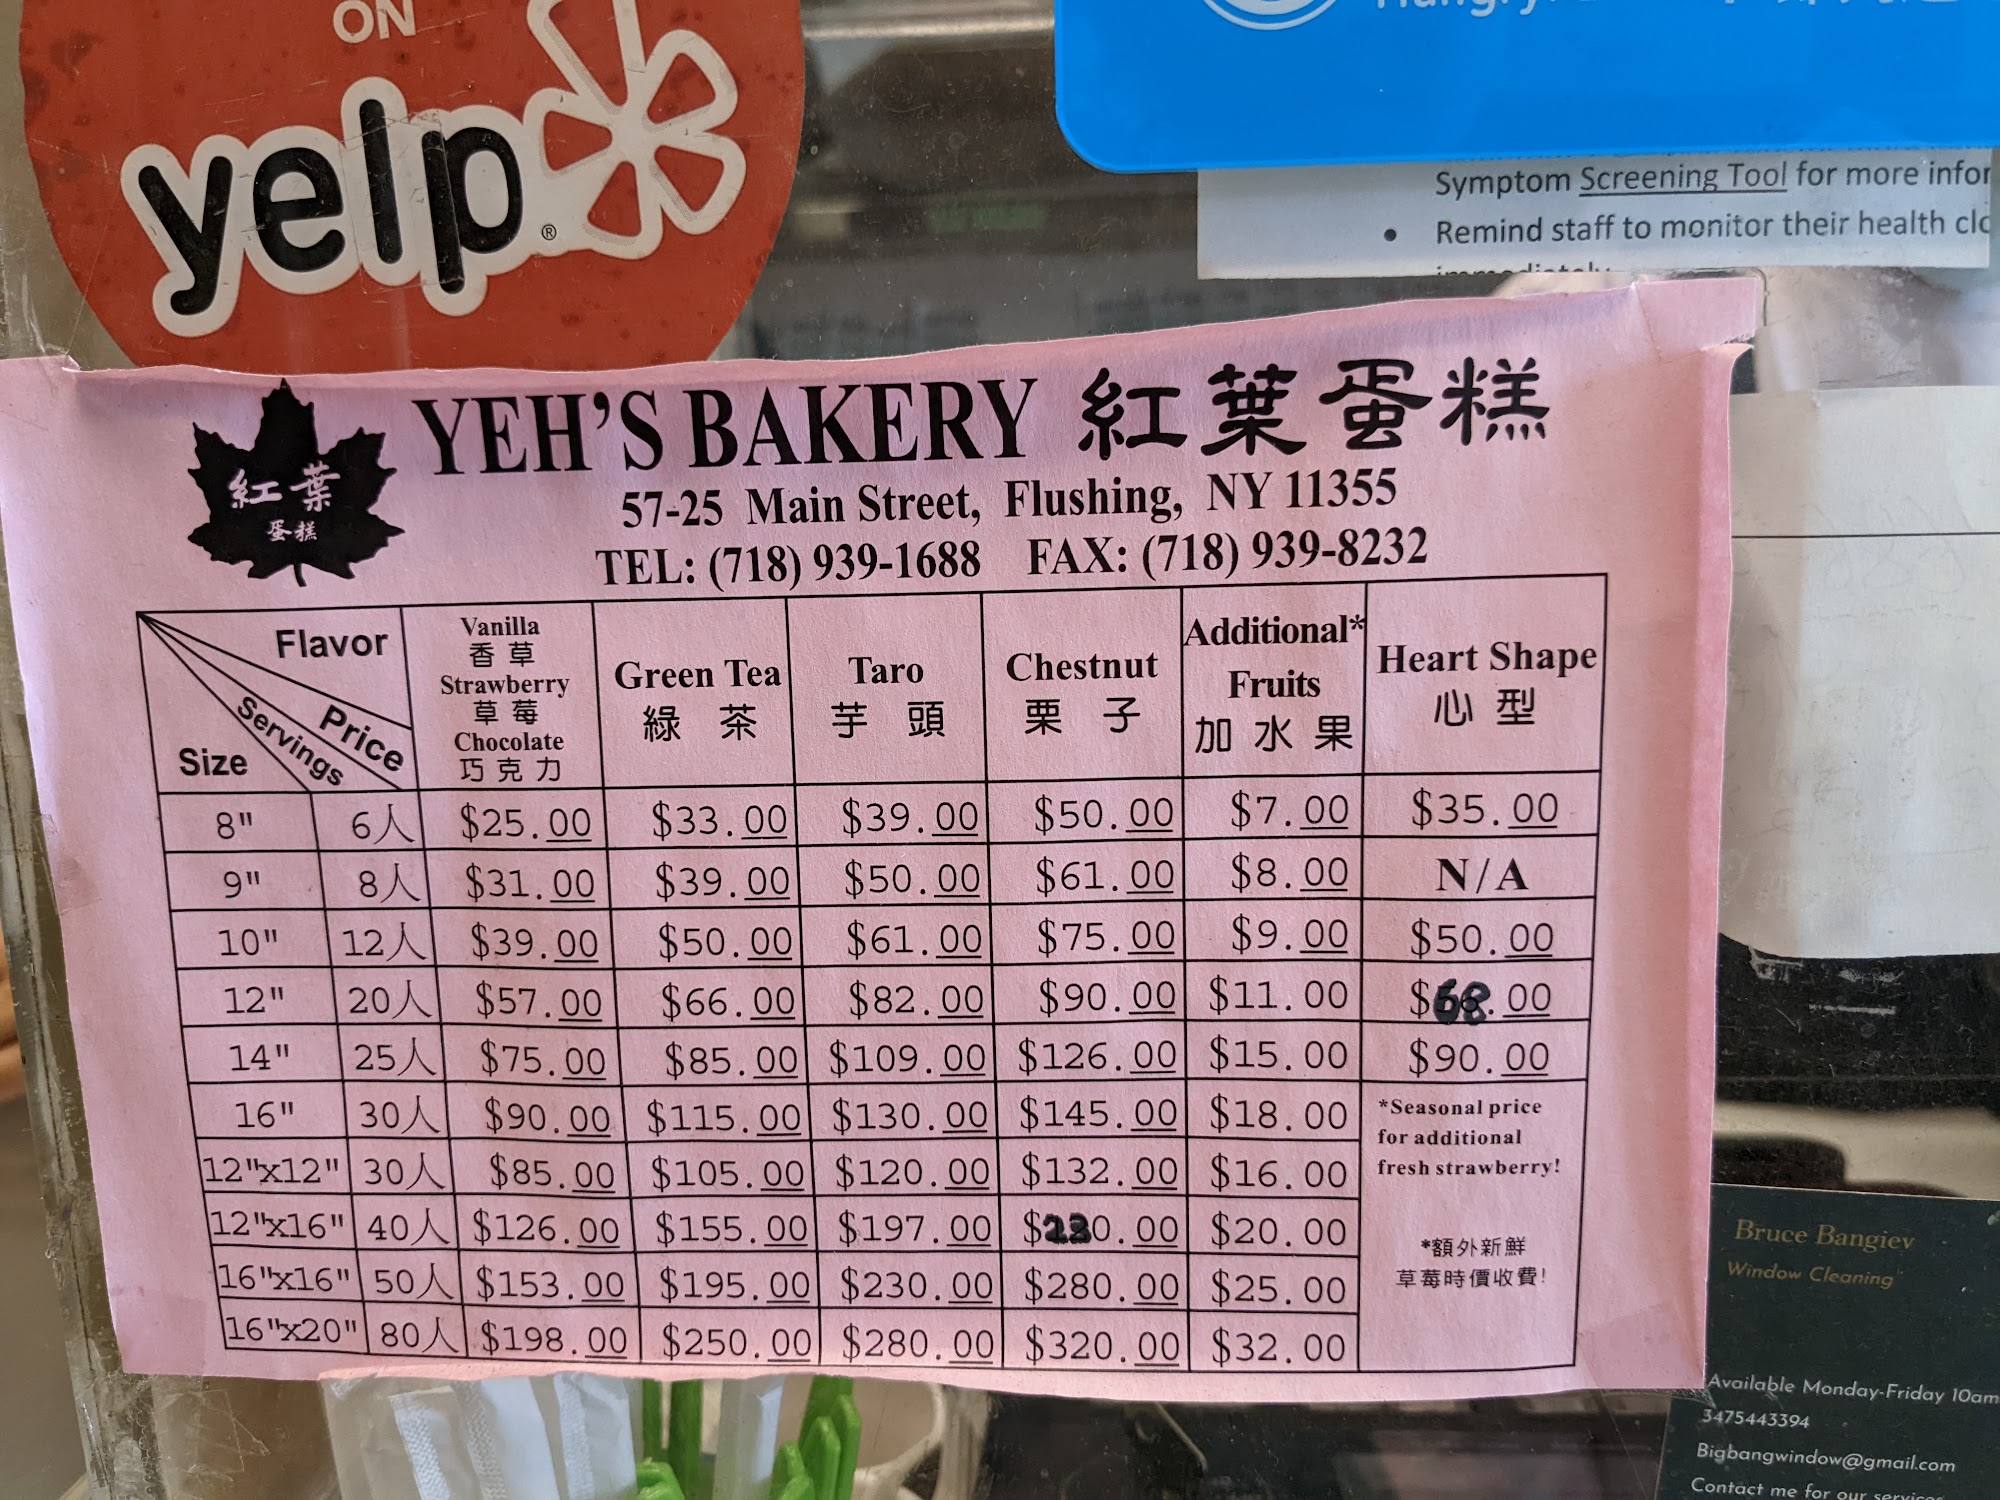 ON
yelp®
Symptom Screening Tool for more infor
• Remind staff to monitor their health clo
紅葉
蛋糕
YEH'S BAKERY 紅葉蛋糕
57-25 Main Street, Flushing, NY 11355
TEL: (718) 939-1688 FAX: (718) 939-8232
Flavor
Price
Servings
Size
Vanilla
香草
Strawberry
草莓
Chocolate
巧克力
Green Tea
綠茶
Taro
芋頭
Chestnut
栗子
Additional*
Fruits
加水果
Heart Shape
心型
8" 6人 $25.00 $33.00 $39.00 $50.00 $7.00 $35.00
9" 8人 $31.00 $39.00 $50.00 $61.00 $8.00 N/A
10" 12人 $39.00 $50.00 $61.00 $75.00 $9.00 $50.00
12" 20人 $57.00 $66.00 $82.00 $90.00 $11.00 $68.00
14" 25人 $75.00 $85.00 $109.00 $126.00 $15.00 $90.00
16" 30人 $90.00 $115.00 $130.00 $145.00 $18.00
12"x12" 30人 $85.00 $105.00 $120.00 $132.00 $16.00
12"x16" 40人 $126.00 $155.00 $197.00 $220.00 $20.00
16"x16" 50人 $153.00 $195.00 $230.00 $280.00 $25.00
16"x20" 80人 $198.00 $250.00 $280.00 $320.00 $32.00
*Seasonal price
for additional
fresh strawberry!
*額外新鮮
草莓時價收費!
Bruce Bangiev
Window Cleaning
Available Monday-Friday 10am
3475443394
Bigbangwindow@gmail.com
Contact me for our services